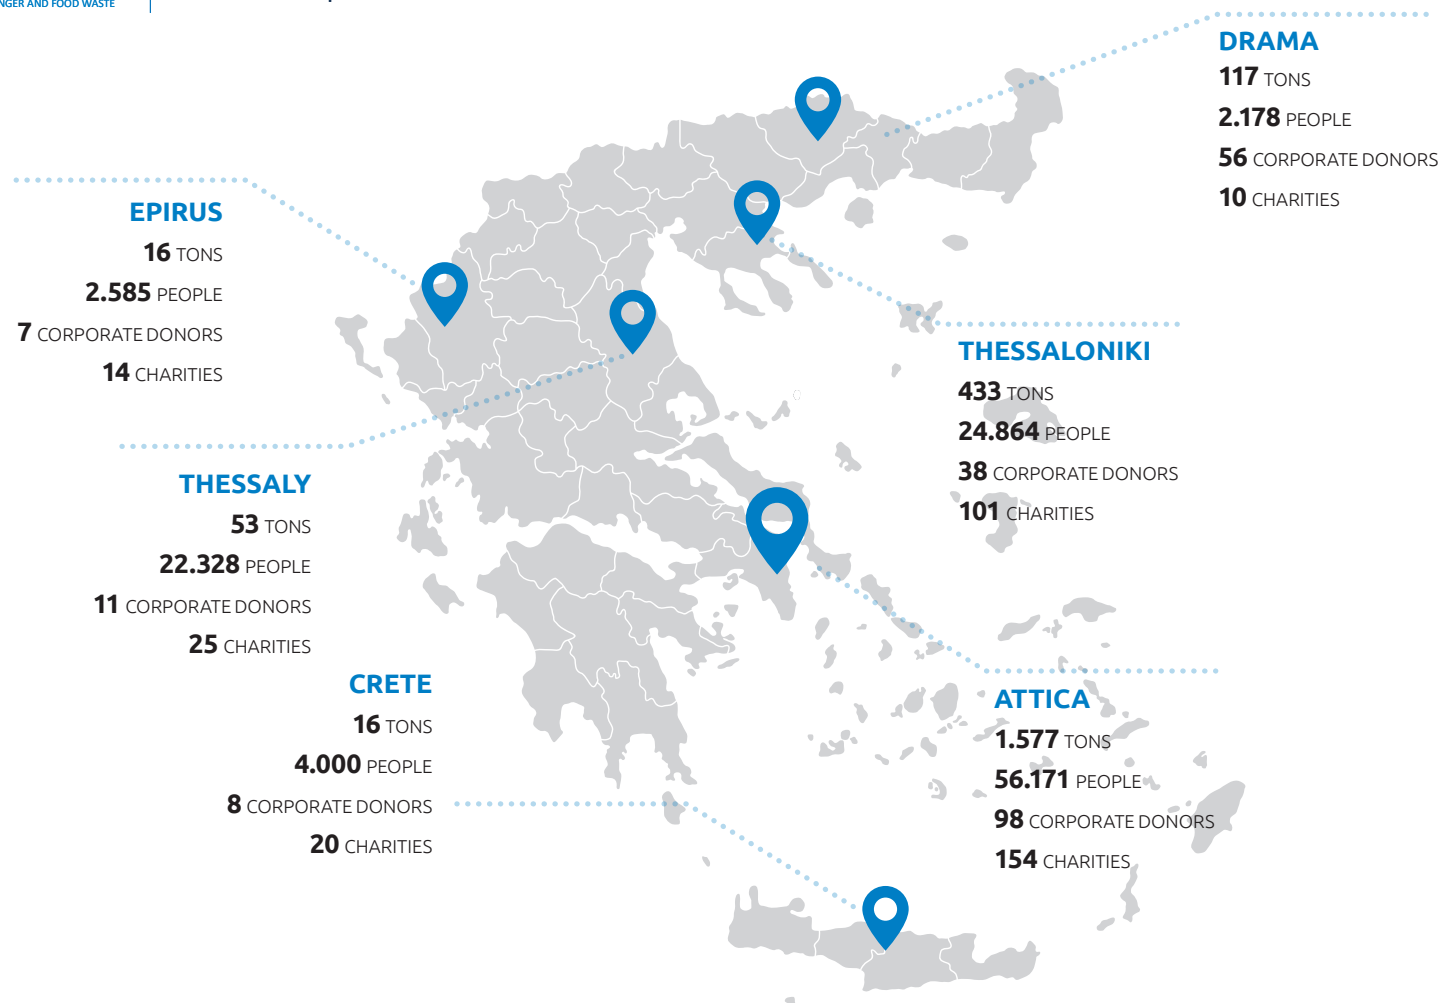 AND FOOD WASTE
DRAMA
117 TONS
2.178 PEOPLE
56 CORPORATE DONORS
10 CHARITIES
EPIRUS
16 TONS
2.585 PEOPLE
7 CORPORATE DONORS
14 CHARITIES
THESSALONIKI
433 TONS
24.864 PEOPLE
38 CORPORATE DONORS
101 CHARITIES
THESSALY
53 TONS
22.328 PEOPLE
11 CORPORATE DONORS
25 CHARITIES
CRETE
16 TONS
4.000 PEOPLE
8 CORPORATE DONORS
20 CHARITIES
ATTICA
1.577 TONS
56.171 PEOPLE
98 CORPORATE DONORS
154 CHARITIES